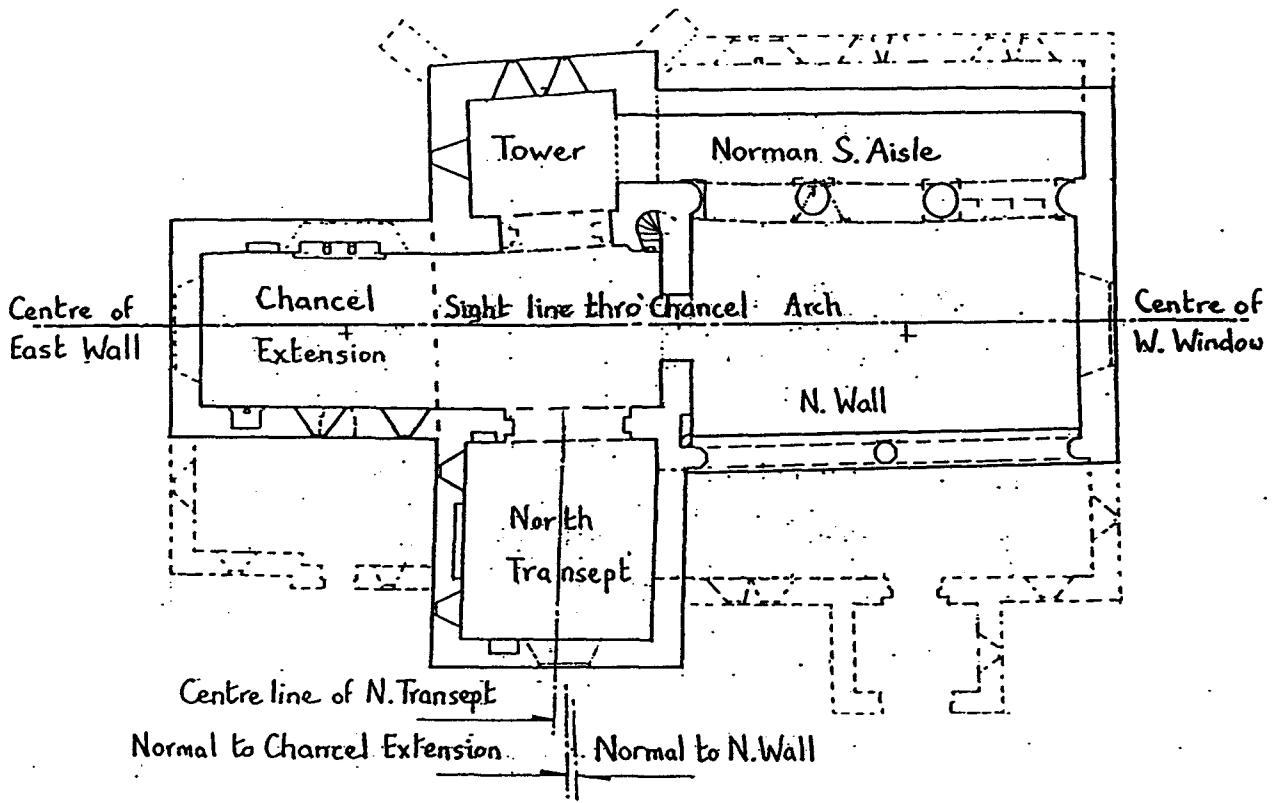 Tower
Norman S. Aisle
Centre of
East Wall
Chancel
Extension
Sight line thro' Chancel Arch
Centre of
W. Window
N. Wall
North
Transept
Centre line of N. Transept
Normal to Chancel Extension
Normal to N. Wall